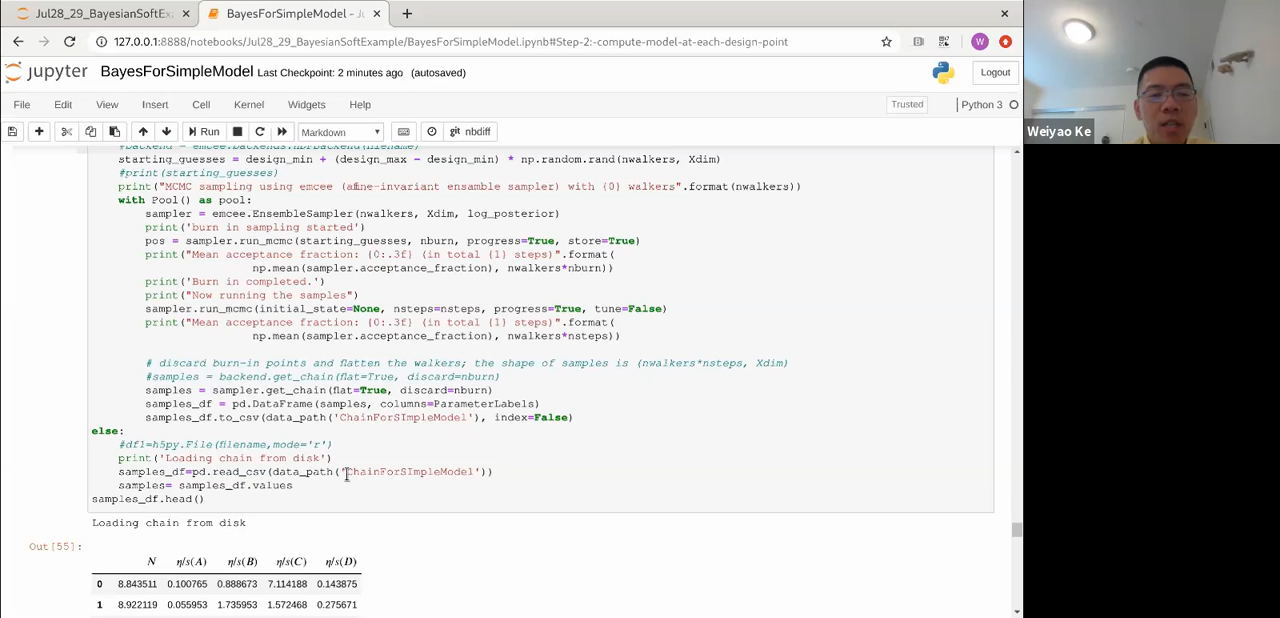 Jul28_29_BayesianSoftEx
BayesForSimpleModel - J
127.0.0.1:8888/notebooks/Jul28_29_BayesianSoftExample/BayesForSimpleModel.ipynb#Step-2:-compute-model-at-each-design-point
W
jupyter BayesForSimpleModel Last Checkpoint: 2 minutes ago (autosaved)
Logout
File Edit View Insert Cell Kernel Widgets Help
Trusted
Python 3
Run
Markdown
nbdiff
#backend = emcee.backends.HDFBackend(filename)
starting_guesses = design_min + (design_max - design_min) * np.random.rand(nwalkers, Xdim)
#print(starting_guesses)
print("MCMC sampling using emcee (affine-invariant ensamble sampler) with {0} walkers".format(nwalkers))
with Pool() as pool:
sampler = emcee.EnsembleSampler(nwalkers, Xdim, log_posterior)
print('burn in sampling started')
pos = sampler.run_mcmc(starting_guesses, nburn, progress=True, store=True)
print("Mean acceptance fraction: {0:.3f} (in total {1} steps)".format(
np.mean(sampler.acceptance_fraction), nwalkers*nburn))
print('Burn in completed.')
print("Now running the samples")
sampler.run_mcmc(initial_state=None, nsteps=nsteps, progress=True, tune=False)
print("Mean acceptance fraction: {0:.3f} (in total {1} steps)".format(
np.mean(sampler.acceptance_fraction), nwalkers*nsteps))
# discard burn-in points and flatten the walkers; the shape of samples is (nwalkers*nsteps, Xdim)
#samples = backend.get_chain(flat=True, discard=nburn)
samples = sampler.get_chain(flat=True, discard=nburn)
samples_df = pd.DataFrame(samples, columns=ParameterLabels)
samples_df.to_csv(data_path('ChainForSImpleModel'), index=False)
else:
#df1=h5py.File(filename,mode='r')
print('Loading chain from disk')
samples_df=pd.read_csv(data_path('ChainForSImpleModel'))
samples= samples_df.values
samples_df.head()
Loading chain from disk
Out [55]:
N η/s(A) η/s(B) η/s(C) η/s(D)
0 8.843511 0.100765 0.888673 7.114188 0.143875
1 8.922119 0.055953 1.735953 1.572468 0.275671
Weiyao Ke